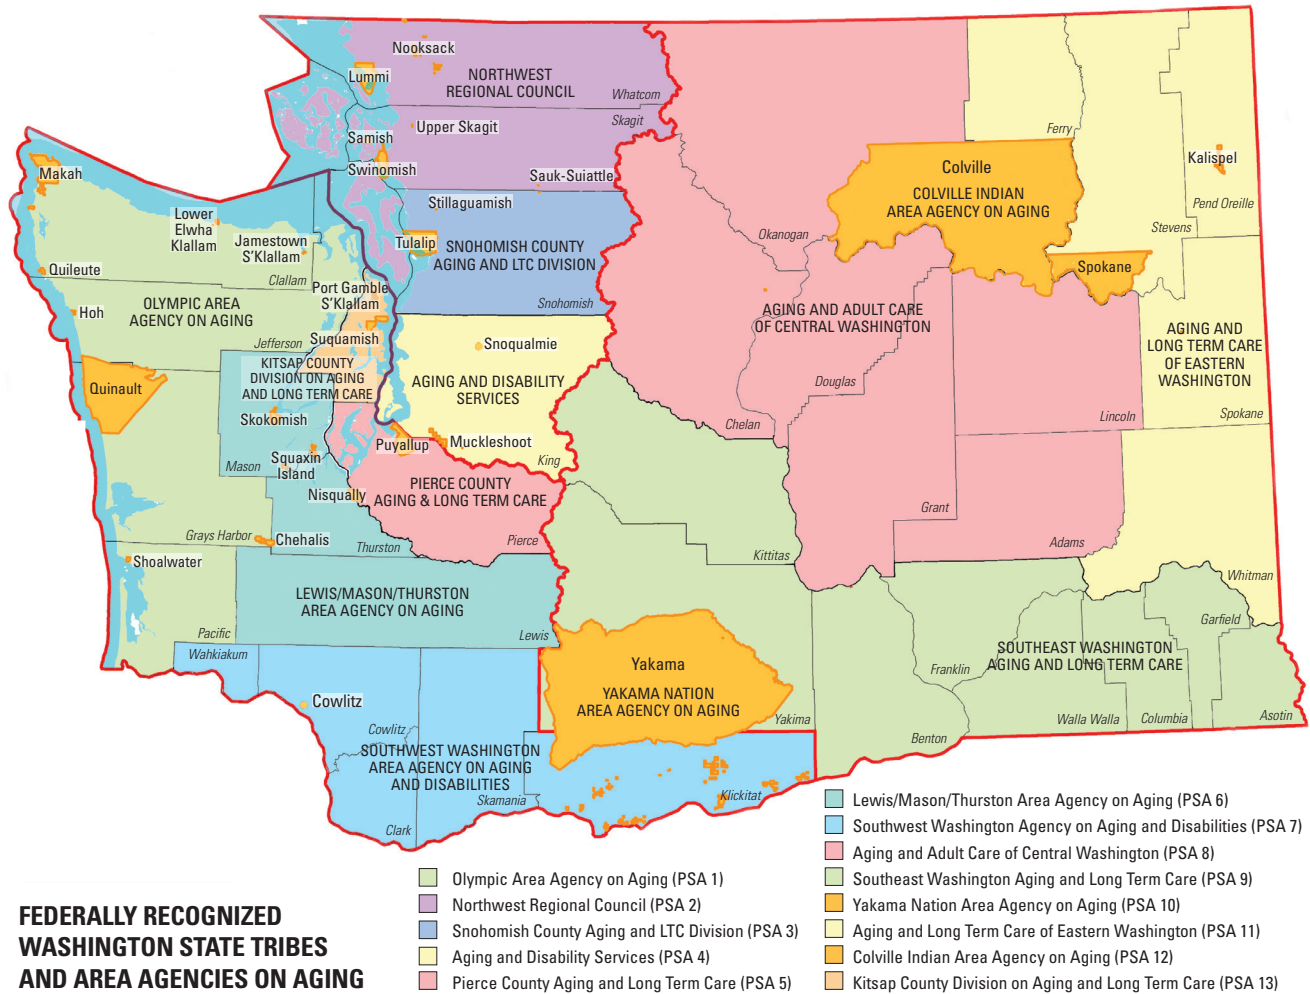 Nooksack
Lummi
NORTHWEST
REGIONAL COUNCIL
Whatcom
Skagit
Upper Skagit
Samish
Swinomish
Sauk-Suiattle
Makah
Lower
Elwha
Klallam
Jamestown
S'Klallam
Stillaguamish
Tulalip
SNOHOMISH COUNTY
AGING AND LTC DIVISION
Snohomish
Quileute
Clallam
Port Gamble
S'Klallam
Hoh
OLYMPIC AREA
AGENCY ON AGING
Jefferson
Suquamish
KITSAP COUNTY
DIVISION ON AGING
AND LONG TERM CARE
Snoqualmie
AGING AND DISABILITY
SERVICES
Quinault
Skokomish
Puyallup
Muckleshoot
King
Mason
Squaxin
Island
Nisqually
PIERCE COUNTY
AGING & LONG TERM CARE
Pierce
Grays Harbor
Chehalis
Thurston
Shoalwater
LEWIS/MASON/THURSTON
AREA AGENCY ON AGING
Pacific
Lewis
Wahkiakum
Cowlitz
Cowlitz
SOUTHWEST WASHINGTON
AREA AGENCY ON AGING
AND DISABILITIES
Skamania
Clark
Klickitat
Ferry
Colville
COLVILLE INDIAN
AREA AGENCY ON AGING
Kalispel
Pend Oreille
Stevens
Okanogan
Spokane
AGING AND ADULT CARE
OF CENTRAL WASHINGTON
AGING AND
LONG TERM CARE
OF EASTERN
WASHINGTON
Douglas
Chelan
Lincoln
Spokane
Grant
Adams
Kittitas
Whitman
Garfield
SOUTHEAST WASHINGTON
AGING AND LONG TERM CARE
Franklin
Yakama
YAKAMA NATION
AREA AGENCY ON AGING
Yakima
Benton
Walla Walla
Columbia
Asotin
FEDERALLY RECOGNIZED
WASHINGTON STATE TRIBES
AND AREA AGENCIES ON AGING
Olympic Area Agency on Aging (PSA 1)
Northwest Regional Council (PSA 2)
Snohomish County Aging and LTC Division (PSA 3)
Aging and Disability Services (PSA 4)
Pierce County Aging and Long Term Care (PSA 5)
Lewis/Mason/Thurston Area Agency on Aging (PSA 6)
Southwest Washington Agency on Aging and Disabilities (PSA 7)
Aging and Adult Care of Central Washington (PSA 8)
Southeast Washington Aging and Long Term Care (PSA 9)
Yakama Nation Area Agency on Aging (PSA 10)
Aging and Long Term Care of Eastern Washington (PSA 11)
Colville Indian Area Agency on Aging (PSA 12)
Kitsap County Division on Aging and Long Term Care (PSA 13)